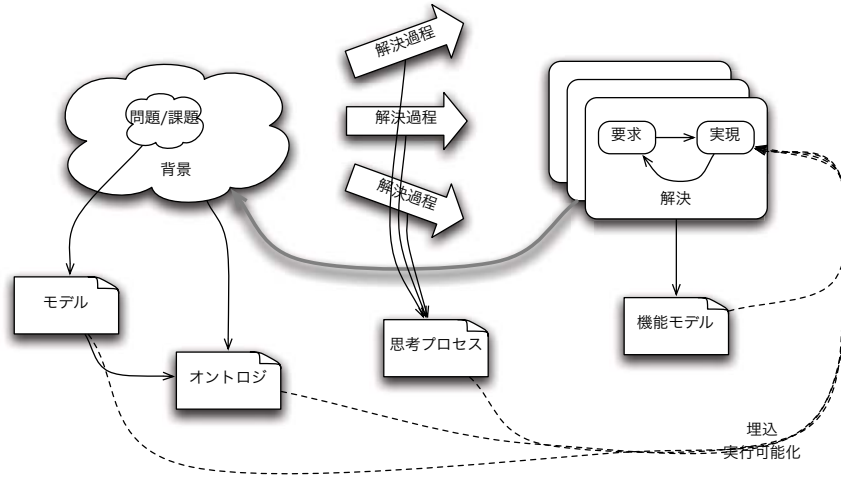 解決過程
問題/課題
背景
解決過程
解決過程
要求
実現
解決
モデル
オントロジ
思考プロセス
機能モデル
埋込
実行可能化